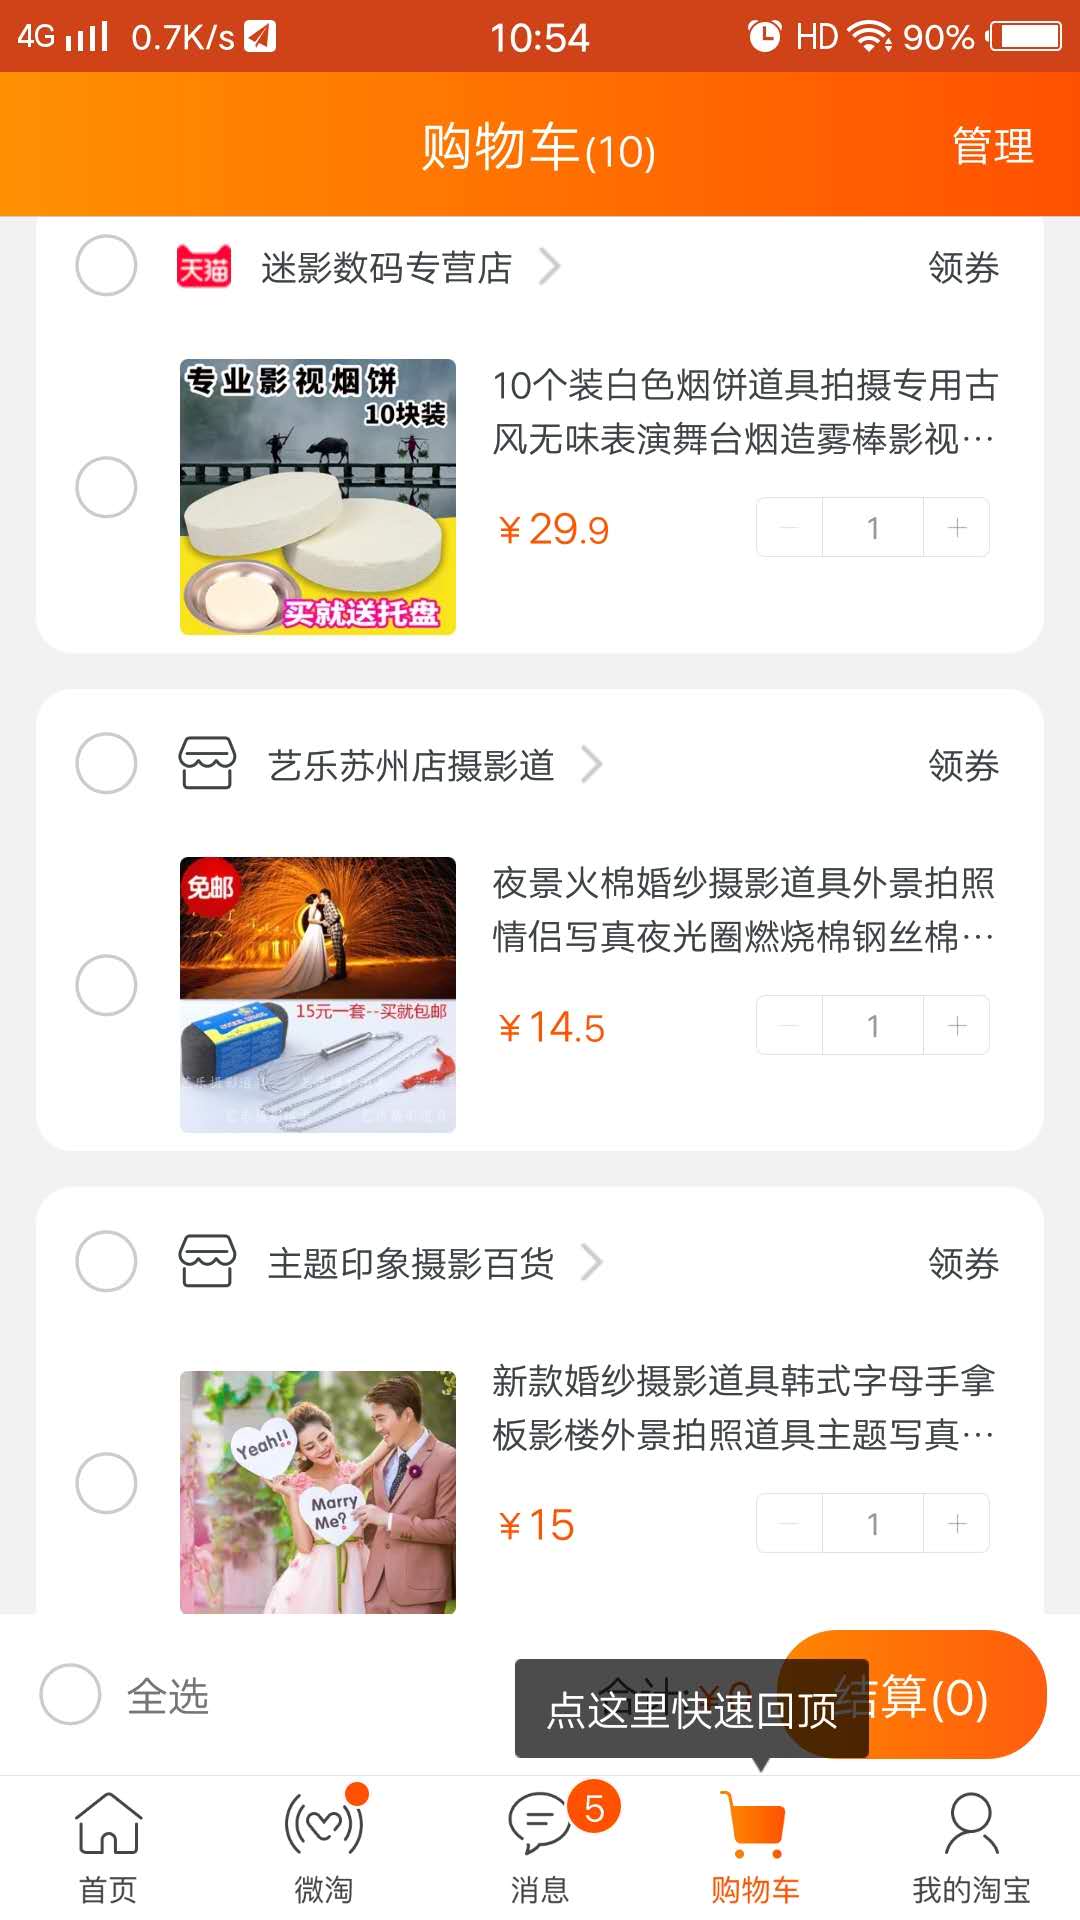 4G 0.7K/s 10:54 HD 90%
购物车(10)
管理
天猫 迷影数码专营店 领券
专业影视烟饼
10块装
买就送托盘
10个装白色烟饼道具拍摄专用古
风无味表演舞台烟造雾棒影视…
￥29.9
1
艺乐苏州店摄影道 领券
免邮
15元一套--买就包邮
夜景火棉婚纱摄影道具外景拍照
情侣写真夜光圈燃烧棉钢丝棉…
￥14.5
1
主题印象摄影百货 领券
Yeah!!
Marry
Me?
新款婚纱摄影道具韩式字母手拿
板影楼外景拍照道具主题写真…
￥15
1
全选
合计:￥0
结算(0)
点这里快速回顶
5
首页 微淘 消息 购物车 我的淘宝